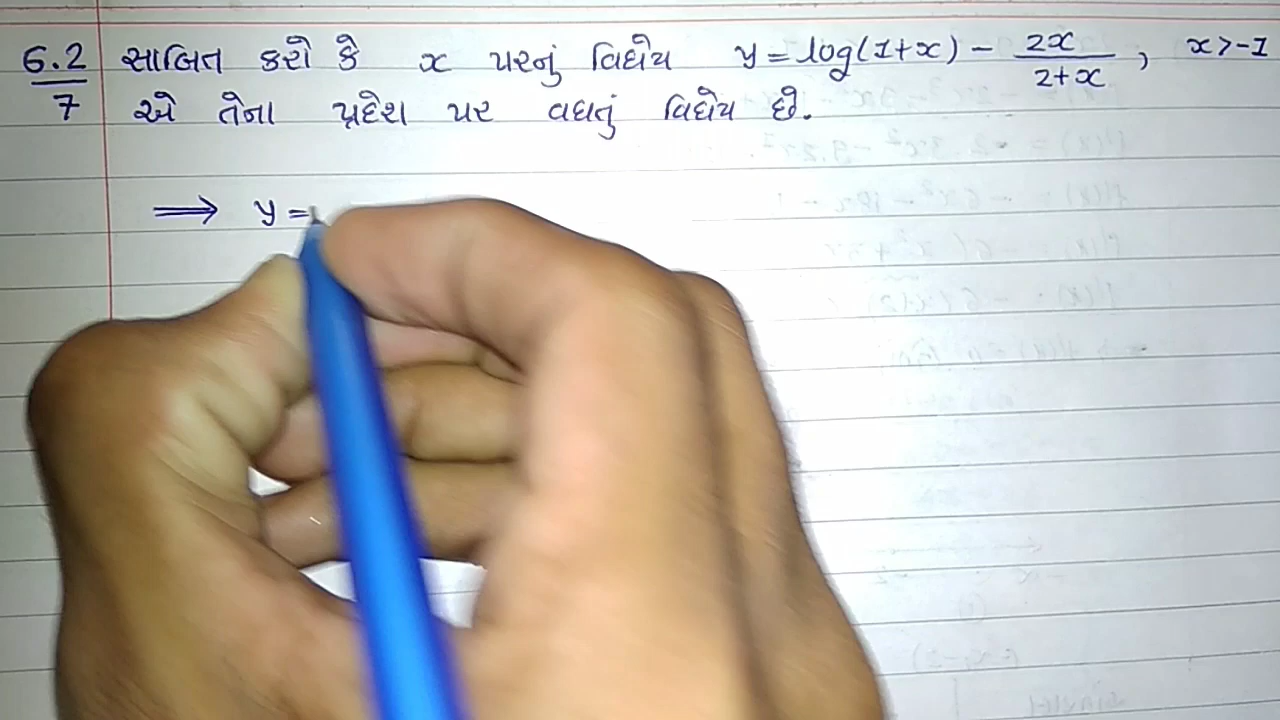 6.2/7 સાબિત કરો કે x પરનું વિધેય y = log(1+x) - 2x/(2+x), x > -1
એ તેના પ્રદેશ પર વધતું વિધેય છે.
⟹ y =